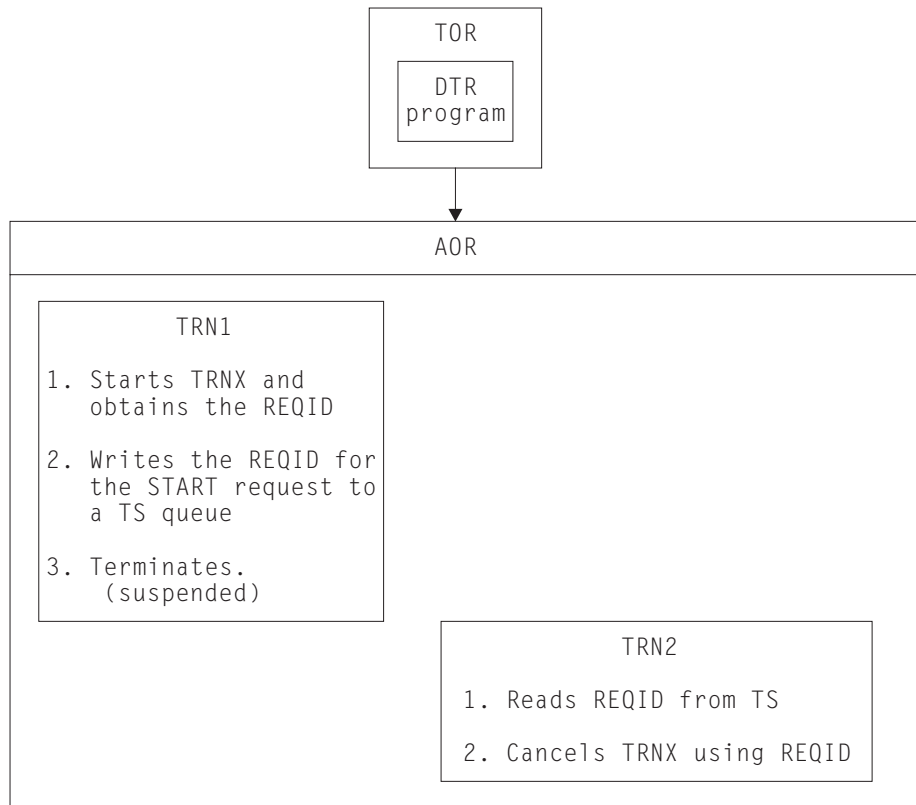 TOR
DTR
program
AOR
TRN1
1. Starts TRNX and
obtains the REQID
2. Writes the REQID for
the START request to
a TS queue
3. Terminates.
(suspended)
TRN2
1. Reads REQID from TS
2. Cancels TRNX using REQID